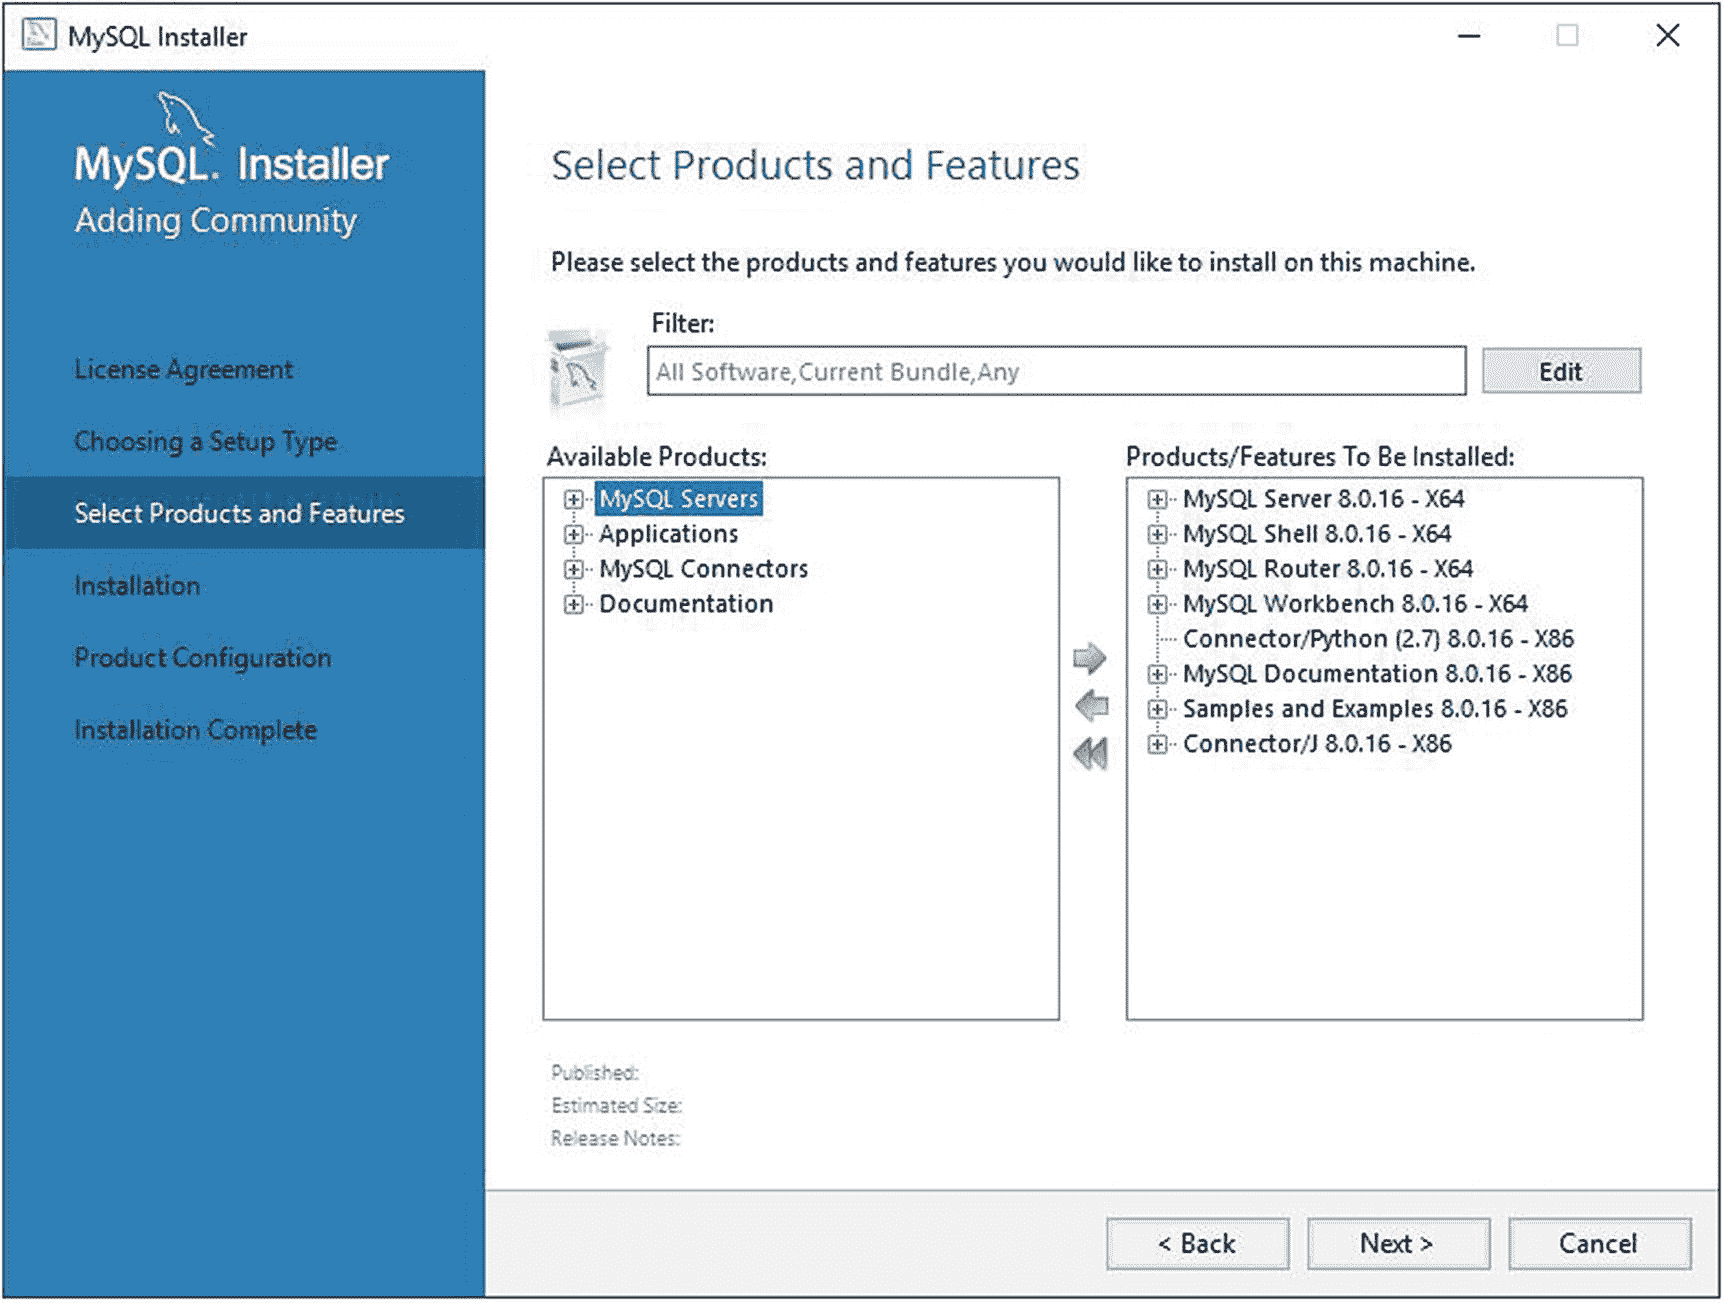 MySQL Installer
MySQL. Installer
Adding Community
License Agreement
Choosing a Setup Type
Select Products and Features
Installation
Product Configuration
Installation Complete
Select Products and Features
Please select the products and features you would like to install on this machine.
Filter:
All Software,Current Bundle,Any
Edit
Available Products:
MySQL Servers
Applications
MySQL Connectors
Documentation
Products/Features To Be Installed:
MySQL Server 8.0.16 - X64
MySQL Shell 8.0.16 - X64
MySQL Router 8.0.16 - X64
MySQL Workbench 8.0.16 - X64
Connector/Python (2.7) 8.0.16 - X86
MySQL Documentation 8.0.16 - X86
Samples and Examples 8.0.16 - X86
Connector/J 8.0.16 - X86
Published:
Estimated Size:
Release Notes:
< Back
Next >
Cancel